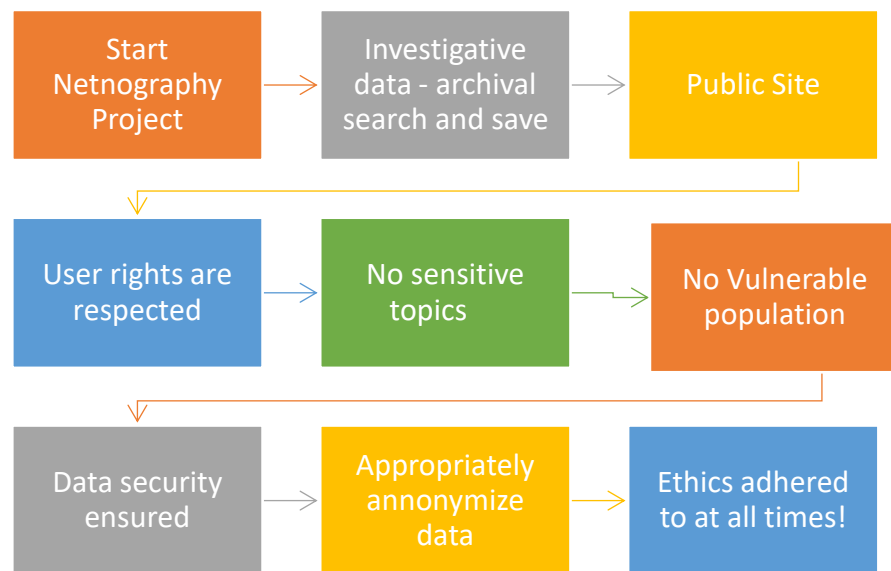 Start
Netnography
Project
Investigative
data - archival
search and save
Public Site
User rights are
respected
No sensitive
topics
No Vulnerable
population
Data security
ensured
Appropriately
annonymize
data
Ethics adhered
to at all times!